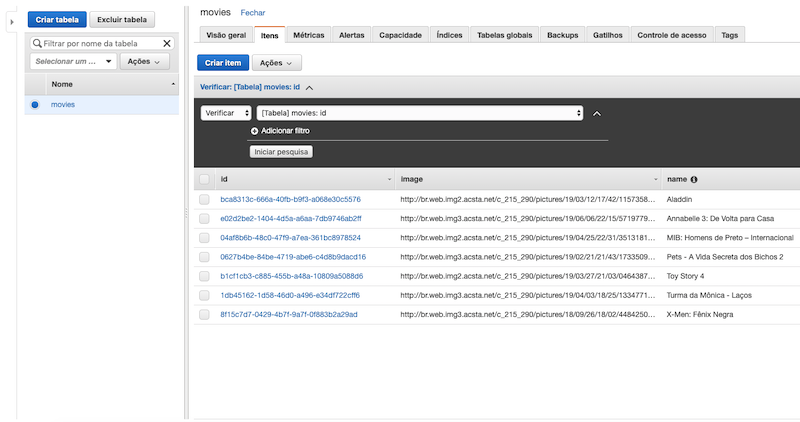 Criar tabela Excluir tabela
Filtrar por nome da tabela
Selecionar um ... Ações
Nome
movies
movies Fechar
Visão geral Itens Métricas Alertas Capacidade Índices Tabelas globais Backups Gatilhos Controle de acesso Tags
Criar item Ações
Verificar: [Tabela] movies: id
Verificar [Tabela] movies: id
Adicionar filtro
Iniciar pesquisa
id image name
bca8313c-666a-40fb-b9f3-a068e30c5576 http://br.web.img2.acsta.net/c_215_290/pictures/19/03/12/17/42/1157358... Aladdin
e02d2be2-1404-4d5a-a6aa-7db9746ab2ff http://br.web.img3.acsta.net/c_215_290/pictures/19/06/06/22/15/5719779... Annabelle 3: De Volta para Casa
04af8b6b-48c0-47f9-a7ea-361bc8978524 http://br.web.img2.acsta.net/c_215_290/pictures/19/04/25/22/31/3513181... MIB: Homens de Preto – Internacional
0627b4be-84be-4719-abe6-c4d8b9dacd16 http://br.web.img3.acsta.net/c_215_290/pictures/19/02/21/21/43/1733509... Pets - A Vida Secreta dos Bichos 2
b1cf1cb3-c885-455b-a48a-10809a5088d6 http://br.web.img2.acsta.net/c_215_290/pictures/19/03/27/21/03/0464387... Toy Story 4
1db45162-1d58-46d0-a496-e34df722cff6 http://br.web.img3.acsta.net/c_215_290/pictures/19/04/03/18/25/1334771... Turma da Mônica - Laços
8f15c7d7-0429-4b7f-9a7f-0f883b2a29ad http://br.web.img3.acsta.net/c_215_290/pictures/18/09/26/18/02/4484250... X-Men: Fênix Negra